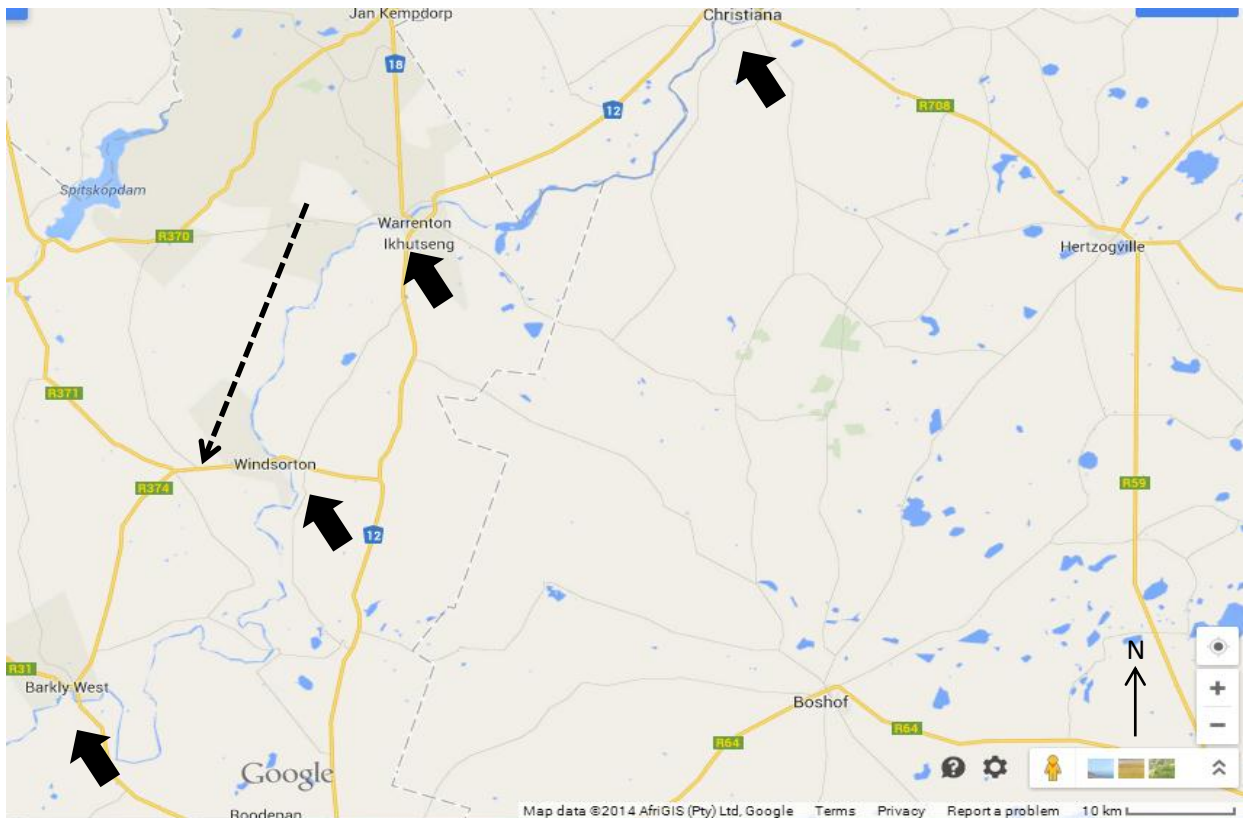 Jan Kempdorp
Christiana
18
12
R708
Spitskopdam
Warrenton
Ikhutseng
R370
Hertzogville
R371
Windsorton
R374
R59
12
N
R31
Barkly West
Boshof
R64
R64
Google
Roodepan
Map data ©2014 AfriGIS (Pty) Ltd, Google Terms Privacy Report a problem 10 km